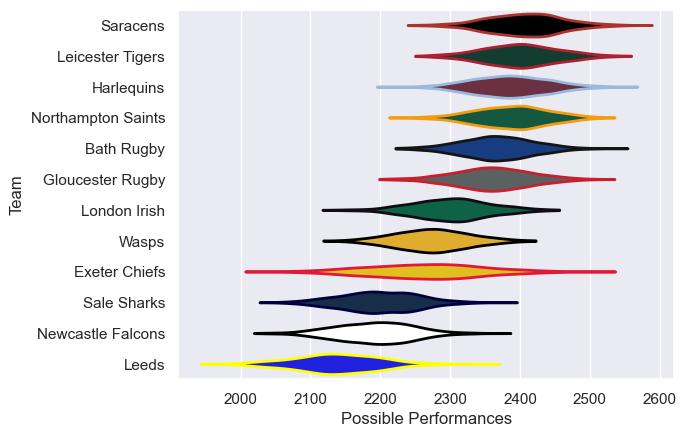 Saracens
Leicester Tigers
Harlequins
Northampton Saints
Bath Rugby
Gloucester Rugby
London Irish
Wasps
Exeter Chiefs
Sale Sharks
Newcastle Falcons
Leeds
Team
2000 2100 2200 2300 2400 2500 2600
Possible Performances